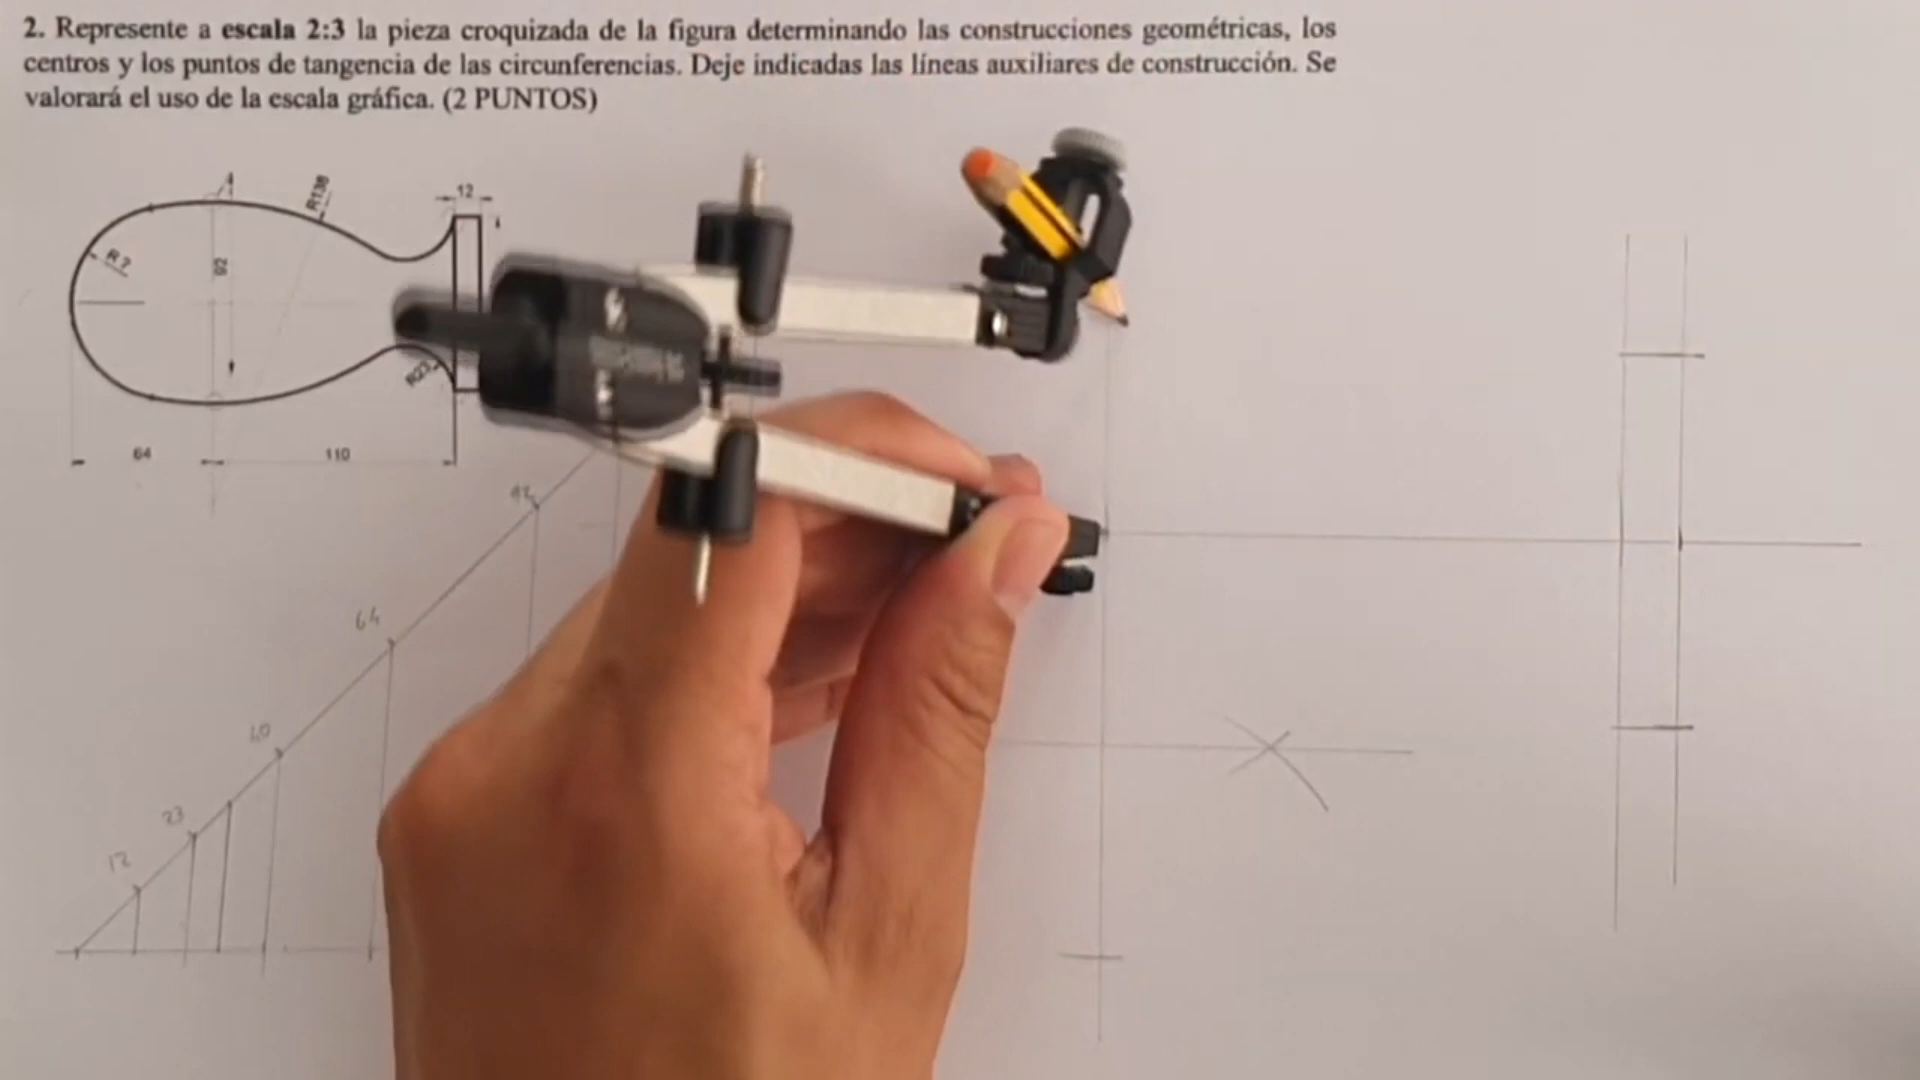 2. Represente a escala 2:3 la pieza croquizada de la figura determinando las construcciones geométricas, los
centros y los puntos de tangencia de las circunferencias. Deje indicadas las líneas auxiliares de construcción. Se
valorará el uso de la escala gráfica. (2 PUNTOS)
A
R138
12
R?
92
R23
64
110
92
64
40
23
12